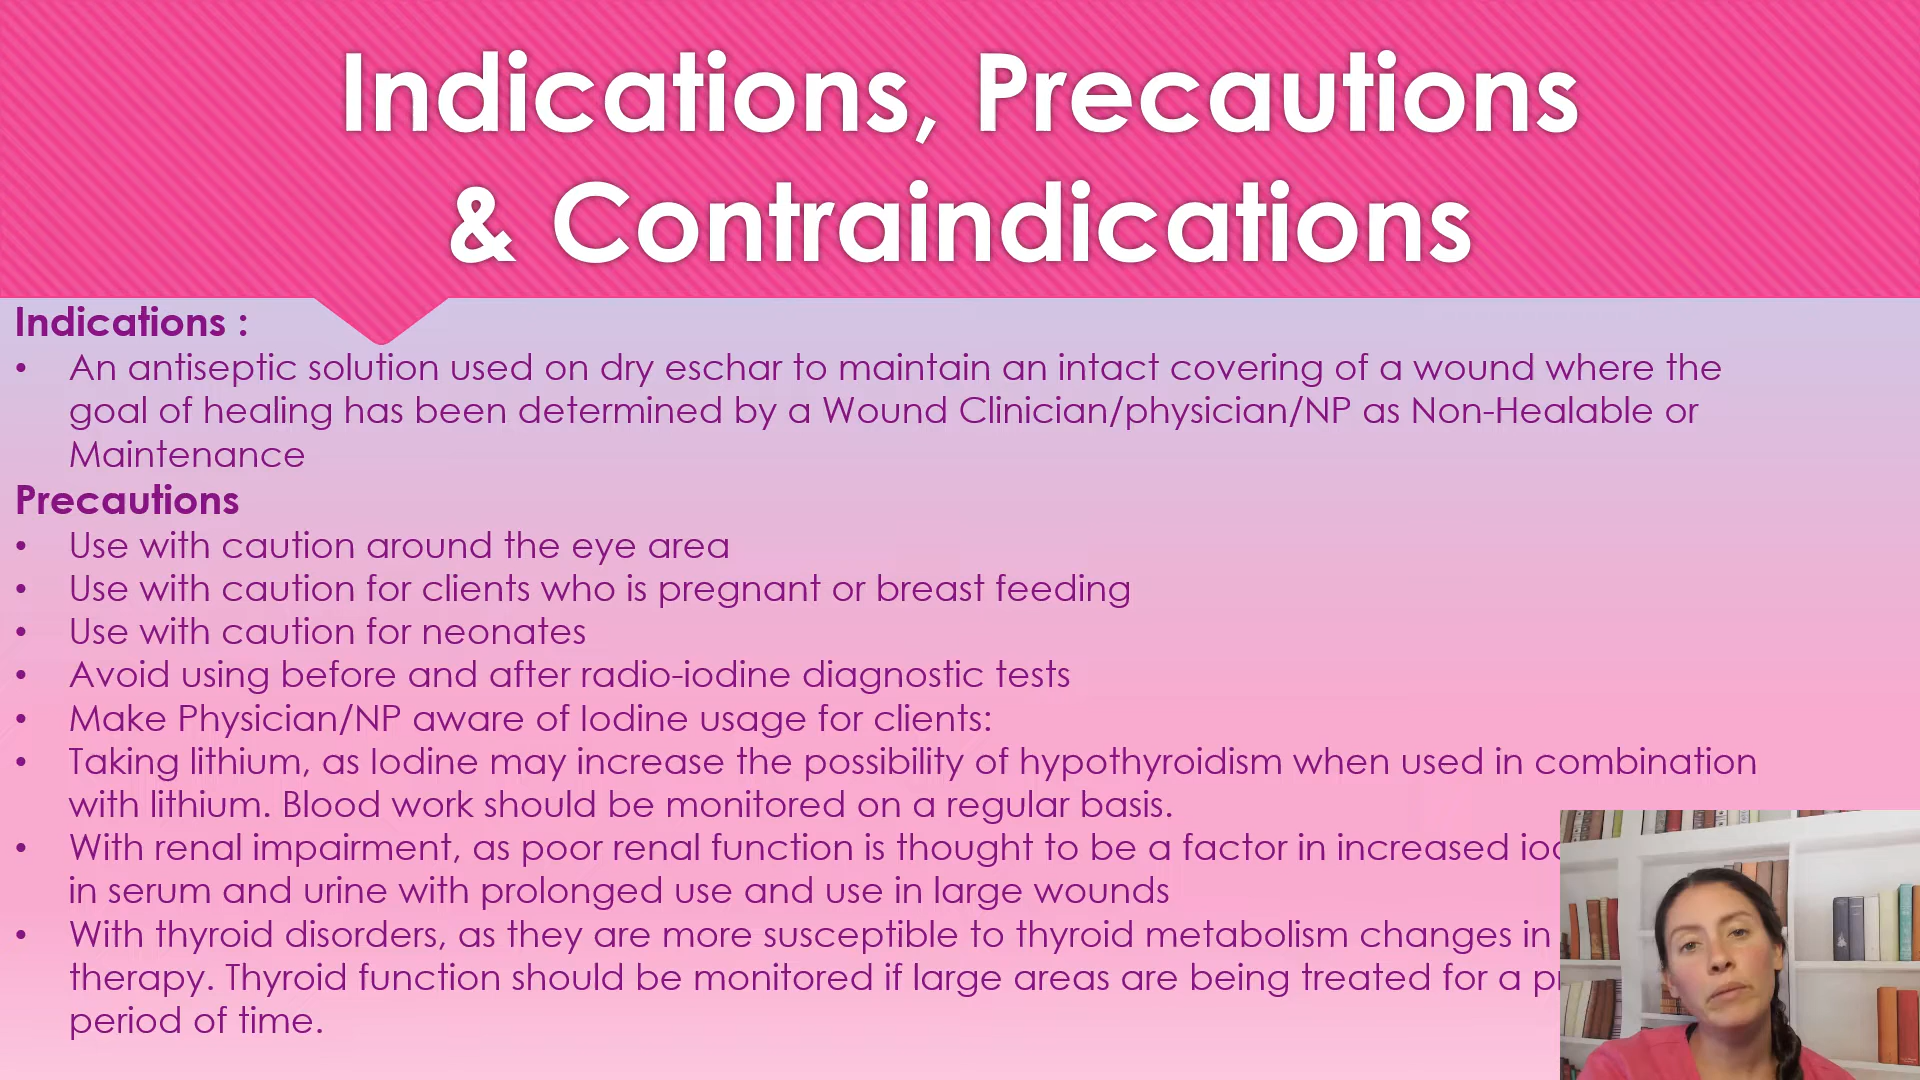 Indications, Precautions
& Contraindications
Indications :
• An antiseptic solution used on dry eschar to maintain an intact covering of a wound where the
goal of healing has been determined by a Wound Clinician/physician/NP as Non-Healable or
Maintenance
Precautions
• Use with caution around the eye area
• Use with caution for clients who is pregnant or breast feeding
• Use with caution for neonates
• Avoid using before and after radio-iodine diagnostic tests
• Make Physician/NP aware of Iodine usage for clients:
• Taking lithium, as Iodine may increase the possibility of hypothyroidism when used in combination
with lithium. Blood work should be monitored on a regular basis.
• With renal impairment, as poor renal function is thought to be a factor in increased
in serum and urine with prolonged use and use in large wounds
• With thyroid disorders, as they are more susceptible to thyroid metabolism changes in
therapy. Thyroid function should be monitored if large areas are being treated for a
period of time.